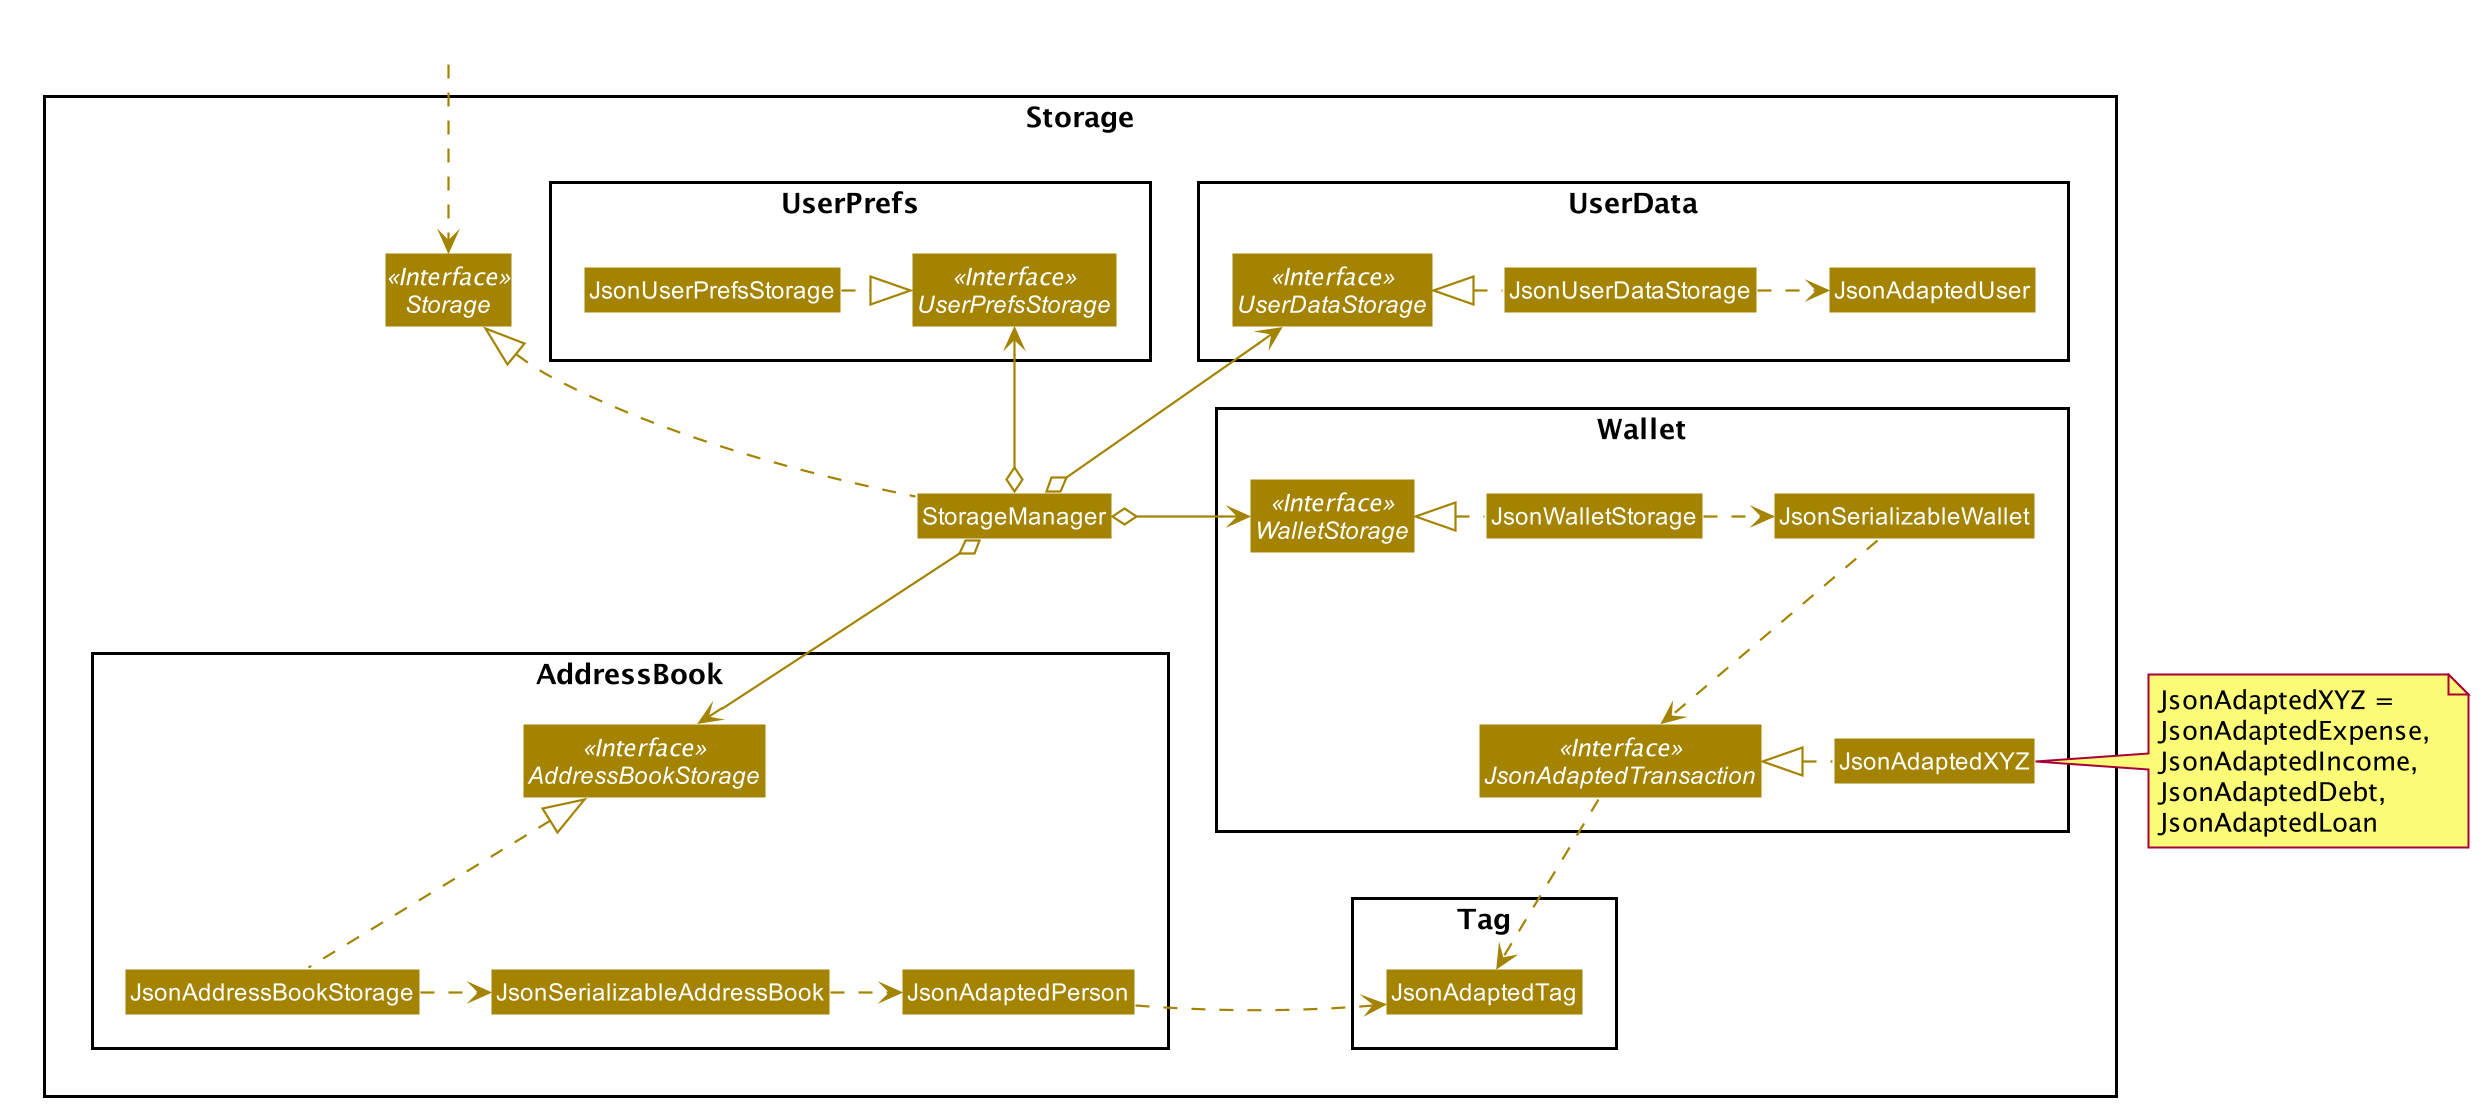 Storage
UserPrefs
UserData
«Interface»
Storage
JsonUserPrefsStorage
«Interface»
UserPrefsStorage
«Interface»
UserDataStorage
JsonUserDataStorage
JsonAdaptedUser
Wallet
StorageManager
«Interface»
WalletStorage
JsonWalletStorage
JsonSerializableWallet
AddressBook
«Interface»
AddressBookStorage
«Interface»
JsonAdaptedTransaction
JsonAdaptedXYZ
JsonAdaptedXYZ =
JsonAdaptedExpense,
JsonAdaptedIncome,
JsonAdaptedDebt,
JsonAdaptedLoan
Tag
JsonAddressBookStorage
JsonSerializableAddressBook
JsonAdaptedPerson
JsonAdaptedTag